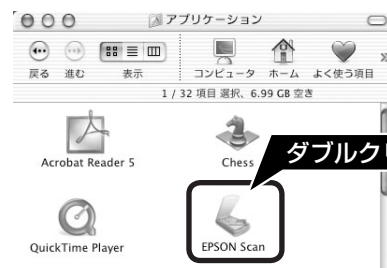 アプリケーション
戻る 進む 表示 コンピュータ ホーム よく使う項目
1 / 32 項目 選択、6.99 GB 空き
Acrobat Reader 5 Chess
ダブルク
QuickTime Player EPSON Scan